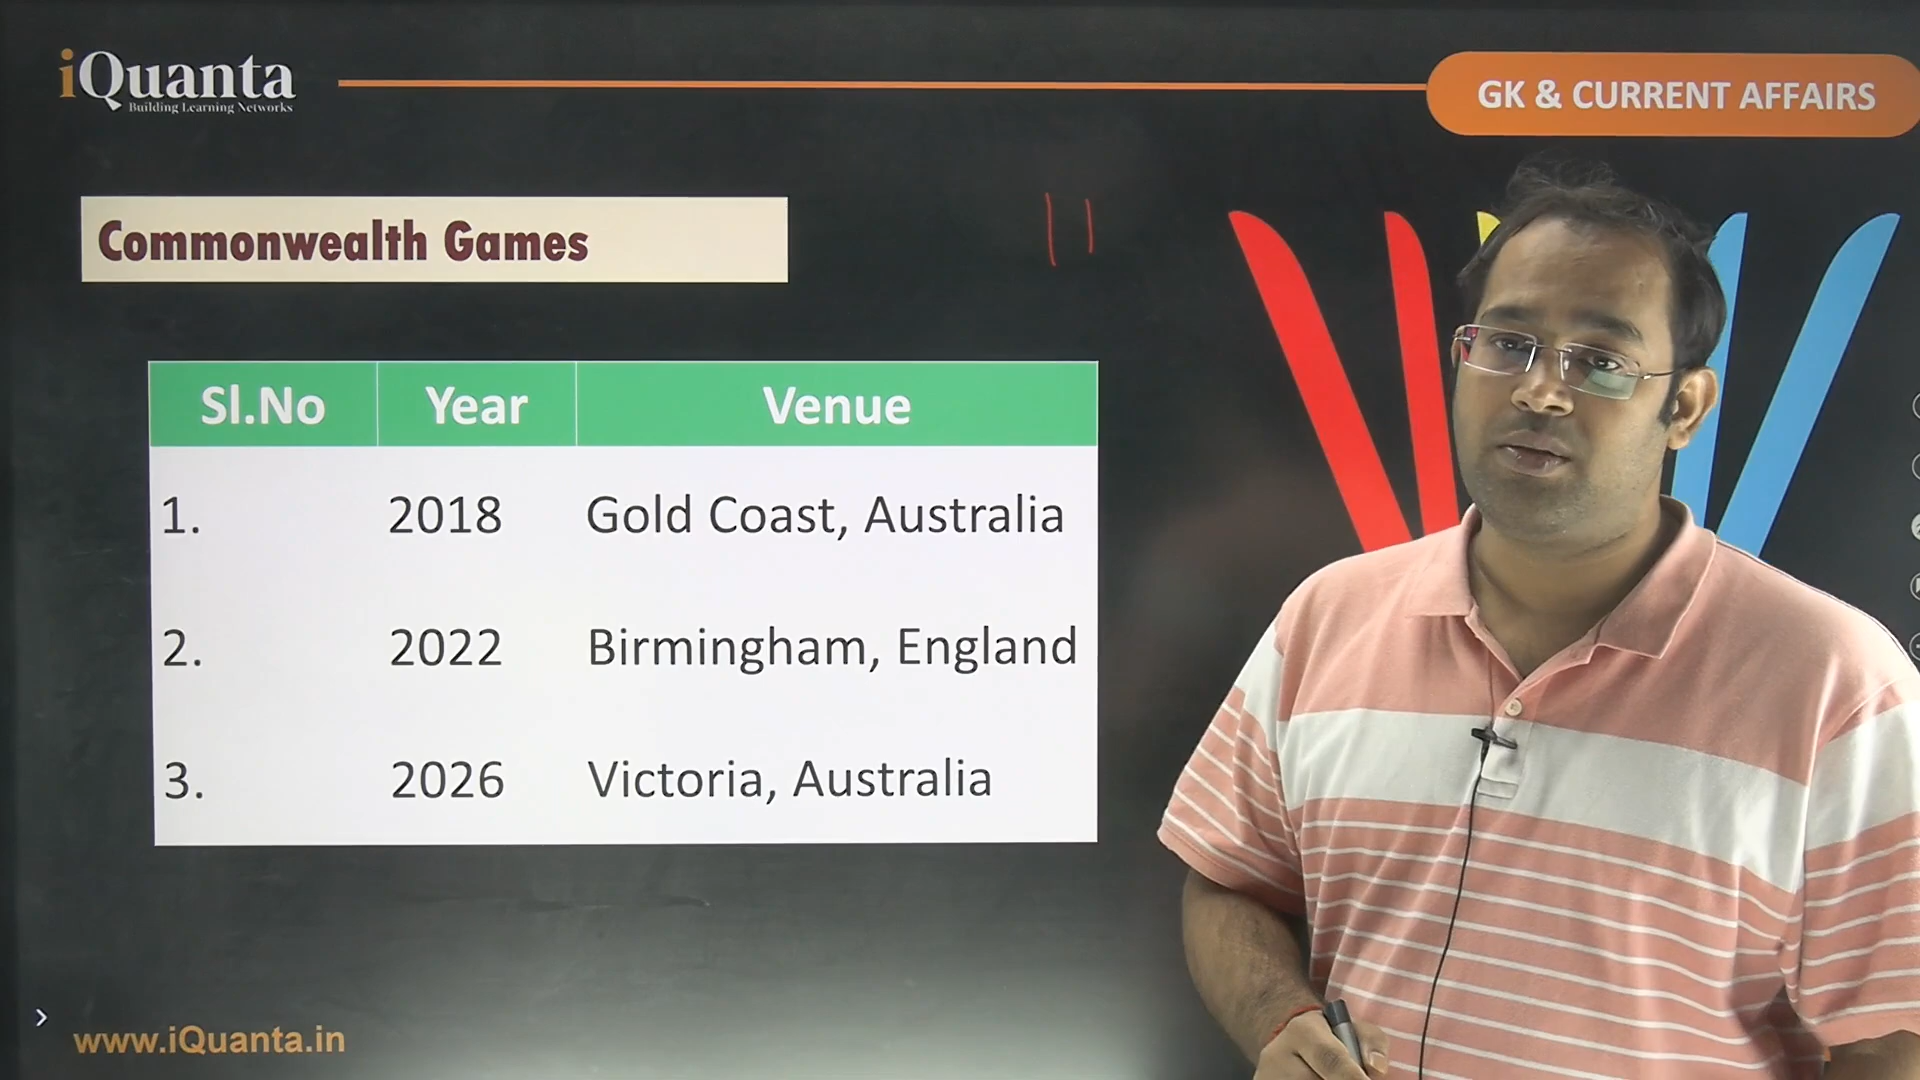 iQuanta
Building Learning Networks
GK & CURRENT AFFAIRS
Commonwealth Games
11
Sl.No Year Venue
1. 2018 Gold Coast, Australia
2. 2022 Birmingham, England
3. 2026 Victoria, Australia
www.iQuanta.in